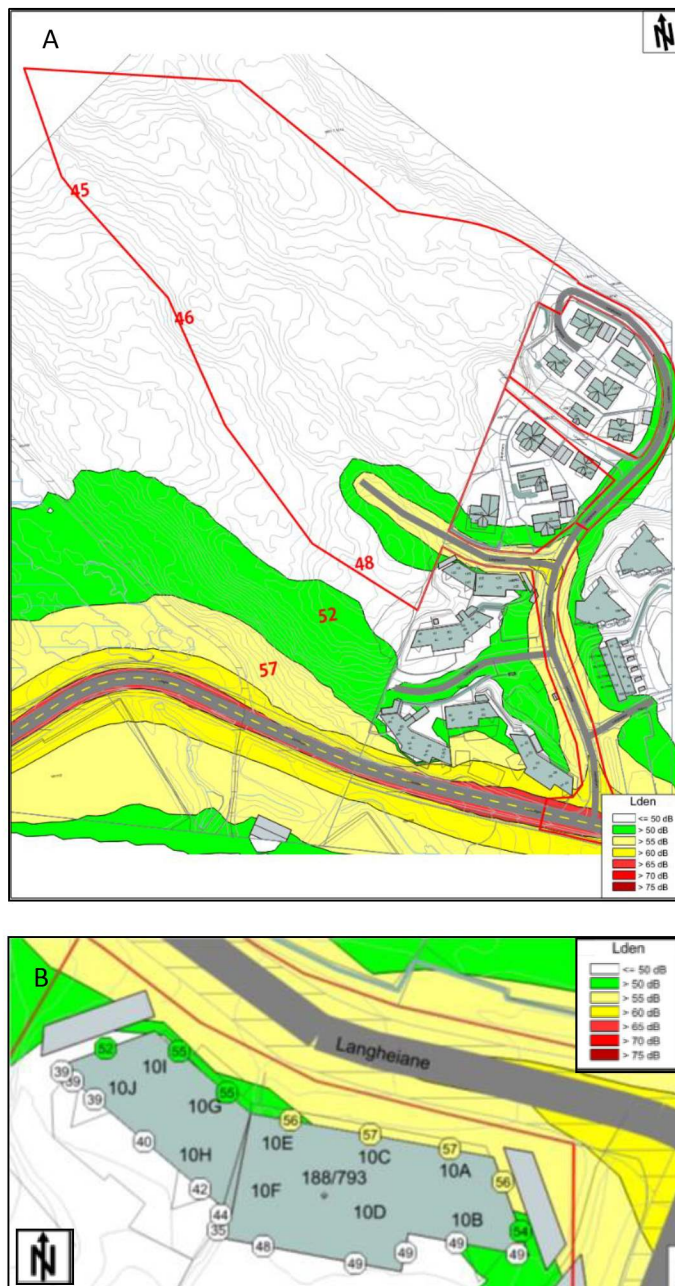 A
N
45
46
48
52
57
Lden
<= 50 dB
> 50 dB
> 55 dB
> 60 dB
> 65 dB
> 70 dB
> 75 dB
B
Lden
<= 50 dB
> 50 dB
> 55 dB
> 60 dB
> 65 dB
> 70 dB
> 75 dB
Langheiane
52
55
10I
39
39
39
10J
55
10G
56
10E
57
10C
57
10A
40
10H
56
42
188/793
10F
10D
10B
44
35
48
49
49
49
49
54
N